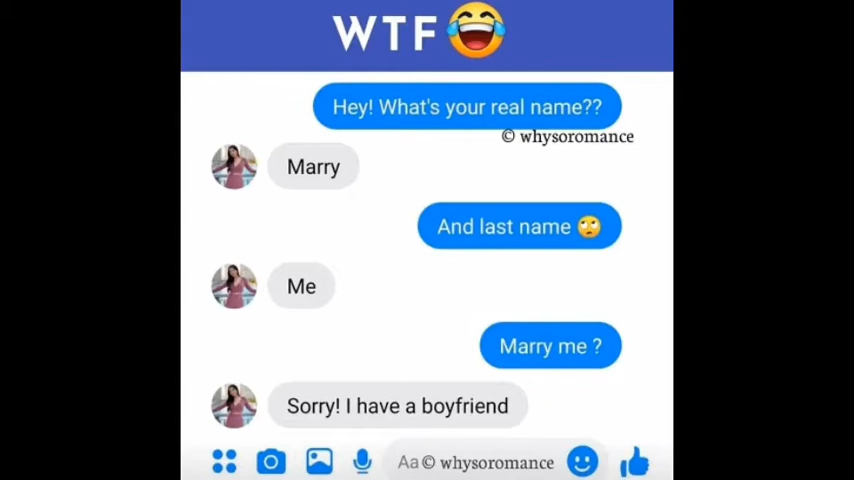 WTF😂
Hey! What's your real name??
© whysoromance
Marry
And last name 🙄
Me
Marry me ?
Sorry! I have a boyfriend
Aa© whysoromance